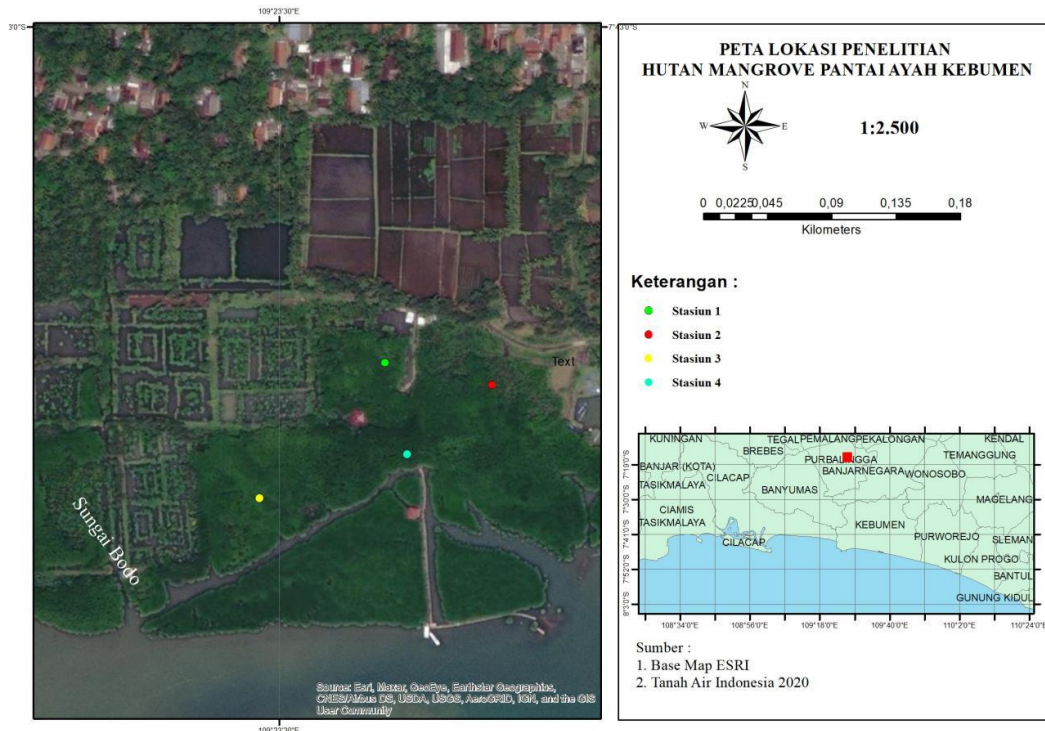 109°23'30"E
3'0"S
7°43'0"S
Text
Sungai Bodo
Source: Esri, Maxar, GeoEye, Earthstar Geographics,
CNES/Airbus DS, USDA, USGS, AeroGRID, IGN, and the GIS
User Community
109°23'30"E
PETA LOKASI PENELITIAN
HUTAN MANGROVE PANTAI AYAH KEBUMEN
N
W E
S
1:2.500
0 0,0225 0,045 0,09 0,135 0,18
Kilometers
Keterangan :
Stasiun 1
Stasiun 2
Stasiun 3
Stasiun 4
KUNINGAN TEGAL PEMALANG PEKALONGAN KENDAL
BREBES TEMANGGUNG
BANJAR (KOTA) PURBALINGGA 7°19'0"S
CILACAP BANJARNEGARA WONOSOBO
TASIKMALAYA BANYUMAS
MAGELANG 7°30'0"S
CIAMIS
TASIKMALAYA KEBUMEN
PURWOREJO SLEMAN 7°41'0"S
CILACAP
KULON PROGO
7°52'0"S
BANTUL
GUNUNG KIDUL
8°3'0"S
108°34'0"E 108°56'0"E 109°18'0"E 109°40'0"E 110°2'0"E 110°24'0"E
Sumber :
1. Base Map ESRI
2. Tanah Air Indonesia 2020